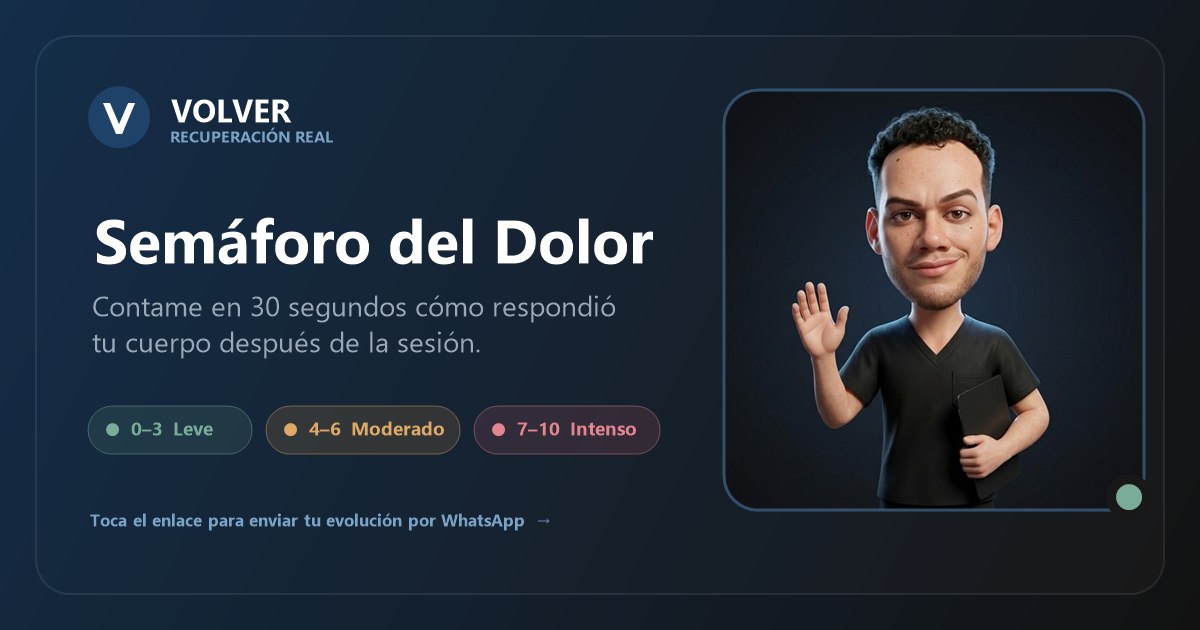 V
VOLVER
RECUPERACIÓN REAL
Semáforo del Dolor
Contame en 30 segundos cómo respondió
tu cuerpo después de la sesión.
0–3 Leve
4–6 Moderado
7–10 Intenso
Toca el enlace para enviar tu evolución por WhatsApp →